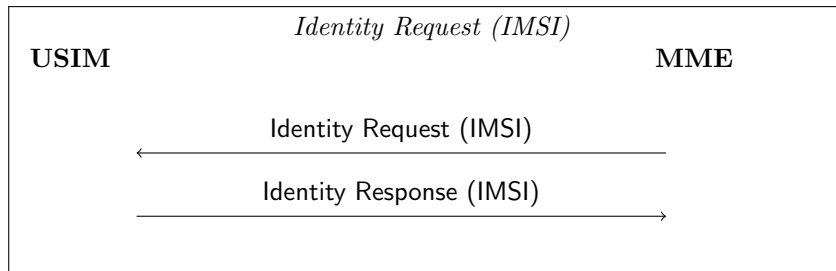 Identity Request (IMSI)
USIM MME
Identity Request (IMSI)
Identity Response (IMSI)